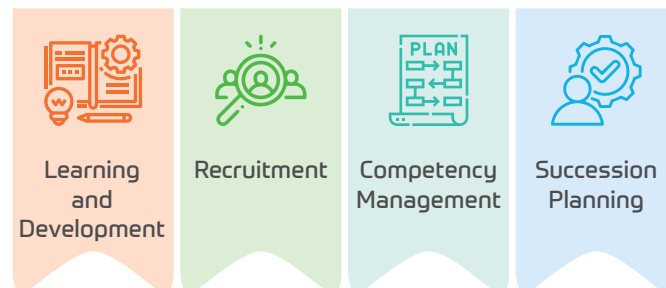 PLAN
Learning
and
Development
Recruitment
Competency
Management
Succession
Planning